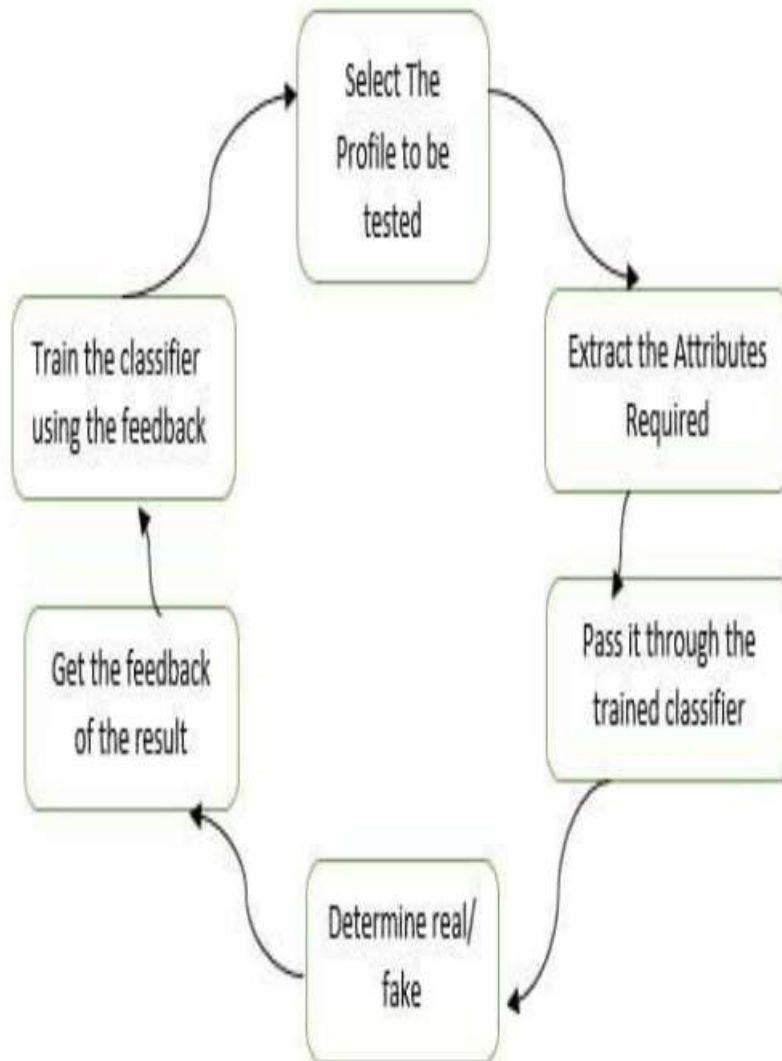 Select The
Profile to be
tested
Extract the Attributes
Required
Pass it through the
trained classifier
Determine real/
fake
Get the feedback
of the result
Train the classifier
using the feedback